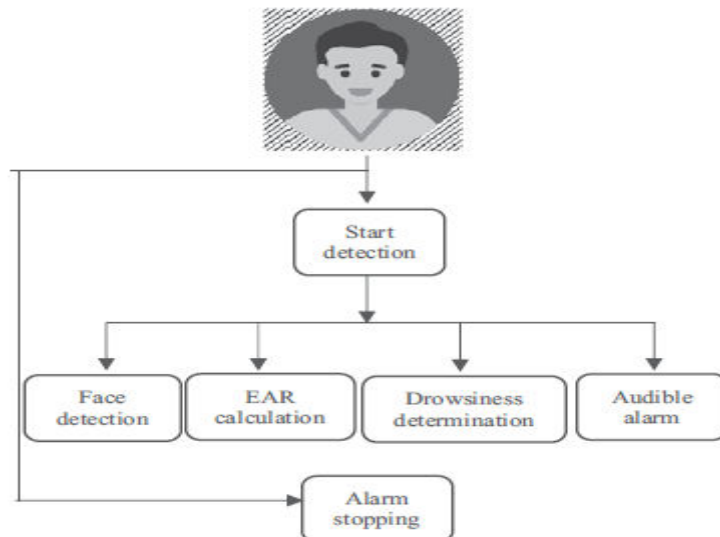 Start
detection
Face
detection
EAR
calculation
Drowsiness
determination
Audible
alarm
Alarm
stopping